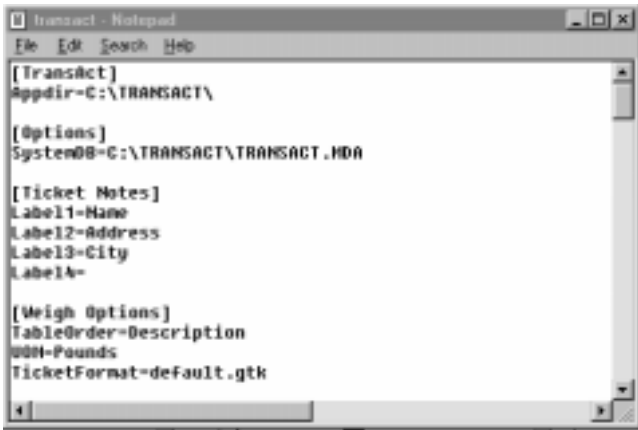 transact - Notepad
File Edit Search Help
[TransAct]
Appdir=C:\TRANSACT\
[Options]
SystemDB=C:\TRANSACT\TRANSACT.MDA
[Ticket Notes]
Label1=Name
Label2=Address
Label3=City
Label4=
[Weigh Options]
TableOrder=Description
UOM=Pounds
TicketFormat=default.gtk